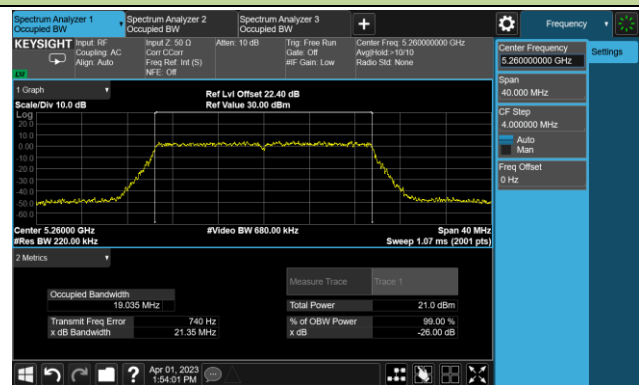 Spectrum Analyzer 1
Occupied BW
Spectrum Analyzer 2
Occupied BW
Spectrum Analyzer 3
Occupied BW
Frequency
KEYSIGHT
Input: RF
Coupling: AC
Align: Auto
Input Z: 50 Ω
Corr CCorr
Freq Ref: Int (S)
NFE: Off
Atten: 10 dB
Trig: Free Run
Gate: Off
#IF Gain: Low
Center Freq: 5.260000000 GHz
Avg|Hold:>10/10
Radio Std: None
Center Frequency
5.260000000 GHz
Settings
Span
40.000 MHz
CF Step
4.000000 MHz
Auto
Man
Freq Offset
0 Hz
1 Graph
Scale/Div 10.0 dB
Ref Lvl Offset 22.40 dB
Ref Value 30.00 dBm
Log
20.0
10.0
0.00
-10.0
-20.0
-30.0
-40.0
-50.0
-60.0
Center 5.26000 GHz
#Video BW 680.00 kHz
Span 40 MHz
#Res BW 220.00 kHz
Sweep 1.07 ms (2001 pts)
2 Metrics
Measure Trace
Trace 1
Occupied Bandwidth
19.035 MHz
Total Power
21.0 dBm
Transmit Freq Error
740 Hz
% of OBW Power
99.00 %
x dB Bandwidth
21.35 MHz
x dB
-26.00 dB
Apr 01, 2023
1:54:01 PM